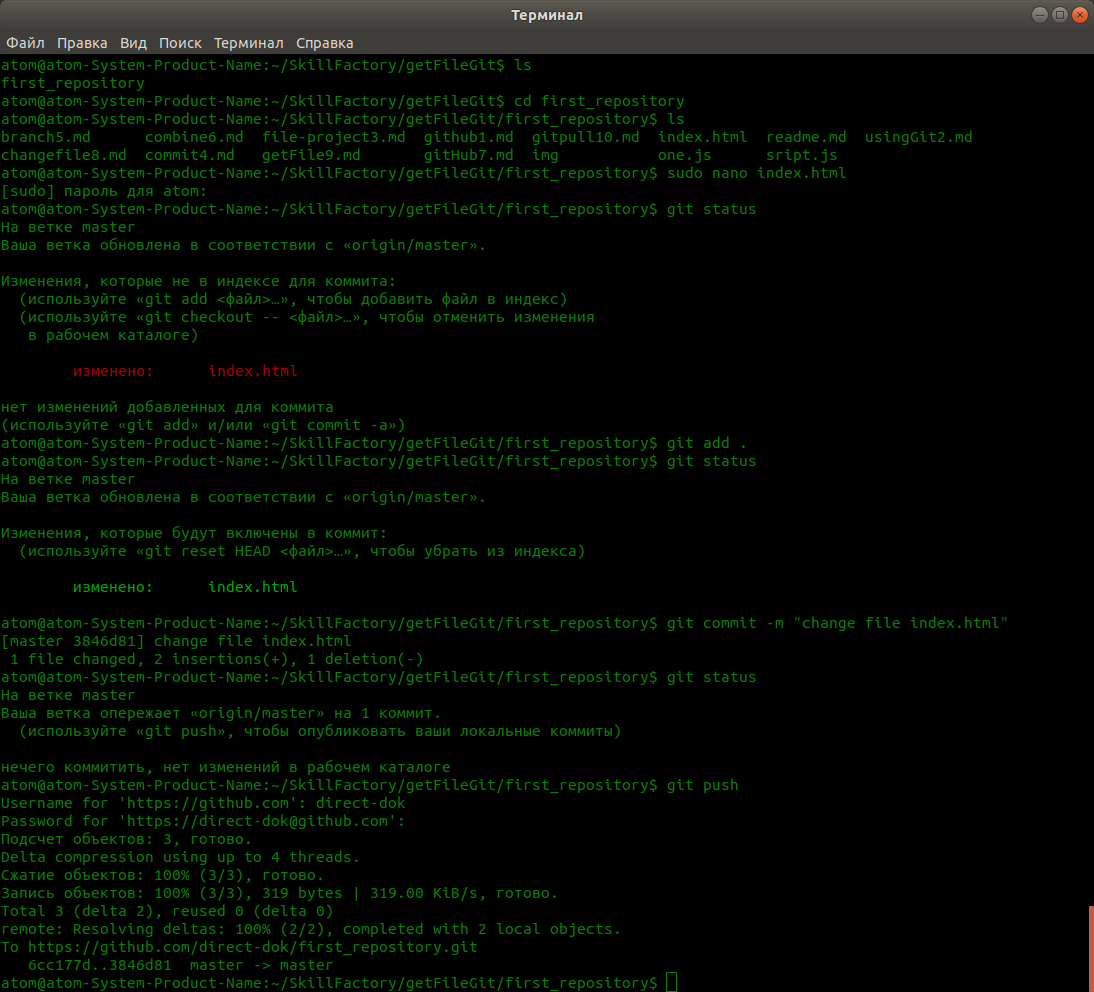 Терминал
Файл Правка Вид Поиск Терминал Справка
atom@atom-System-Product-Name:~/SkillFactory/getFileGit$ ls
first_repository
atom@atom-System-Product-Name:~/SkillFactory/getFileGit$ cd first_repository
atom@atom-System-Product-Name:~/SkillFactory/getFileGit/first_repository$ ls
branch5.md      combine6.md  file-project3.md  github1.md  gitpull10.md  index.html  readme.md  usingGit2.md
changefile8.md  commit4.md   getFile9.md       gitHub7.md  img           one.js      sript.js
atom@atom-System-Product-Name:~/SkillFactory/getFileGit/first_repository$ sudo nano index.html
[sudo] пароль для atom:
atom@atom-System-Product-Name:~/SkillFactory/getFileGit/first_repository$ git status
На ветке master
Ваша ветка обновлена в соответствии с «origin/master».
Изменения, которые не в индексе для коммита:
  (используйте «git add <файл>…», чтобы добавить файл в индекс)
  (используйте «git checkout -- <файл>…», чтобы отменить изменения
   в рабочем каталоге)
        изменено:      index.html
нет изменений добавленных для коммита
(используйте «git add» и/или «git commit -a»)
atom@atom-System-Product-Name:~/SkillFactory/getFileGit/first_repository$ git add .
atom@atom-System-Product-Name:~/SkillFactory/getFileGit/first_repository$ git status
На ветке master
Ваша ветка обновлена в соответствии с «origin/master».
Изменения, которые будут включены в коммит:
  (используйте «git reset HEAD <файл>…», чтобы убрать из индекса)
        изменено:      index.html
atom@atom-System-Product-Name:~/SkillFactory/getFileGit/first_repository$ git commit -m "change file index.html"
[master 3846d81] change file index.html
 1 file changed, 2 insertions(+), 1 deletion(-)
atom@atom-System-Product-Name:~/SkillFactory/getFileGit/first_repository$ git status
На ветке master
Ваша ветка опережает «origin/master» на 1 коммит.
  (используйте «git push», чтобы опубликовать ваши локальные коммиты)
нечего коммитить, нет изменений в рабочем каталоге
atom@atom-System-Product-Name:~/SkillFactory/getFileGit/first_repository$ git push
Username for 'https://github.com': direct-dok
Password for 'https://direct-dok@github.com':
Подсчет объектов: 3, готово.
Delta compression using up to 4 threads.
Сжатие объектов: 100% (3/3), готово.
Запись объектов: 100% (3/3), 319 bytes | 319.00 KiB/s, готово.
Total 3 (delta 2), reused 0 (delta 0)
remote: Resolving deltas: 100% (2/2), completed with 2 local objects.
To https://github.com/direct-dok/first_repository.git
   6cc177d..3846d81  master -> master
atom@atom-System-Product-Name:~/SkillFactory/getFileGit/first_repository$